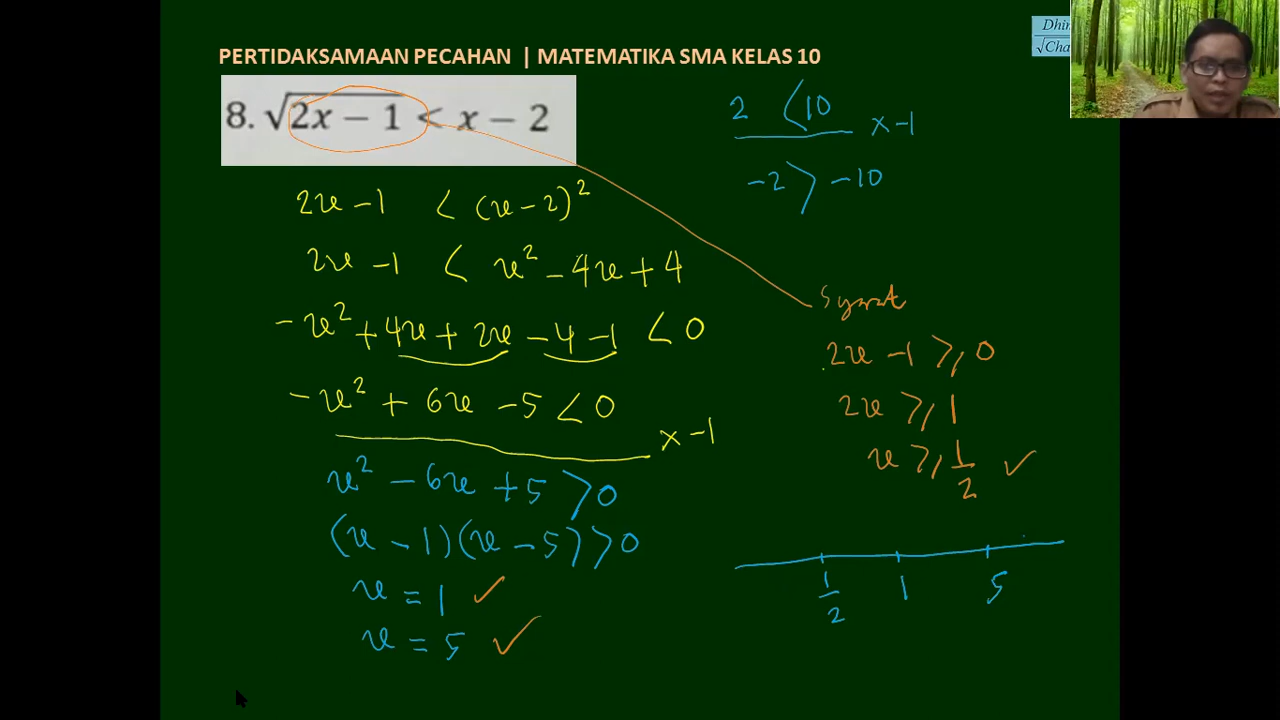 PERTIDAKSAMAAN PECAHAN | MATEMATIKA SMA KELAS 10
Dhin
√Cha
8. √(2x − 1) < x − 2
2x − 1 < (x − 2)²
2x − 1 < x² − 4x + 4
−x² + 4x + 2x − 4 − 1 < 0
−x² + 6x − 5 < 0
x −1
x² − 6x + 5 > 0
(x − 1)(x − 5) > 0
x = 1 ✓
x = 5 ✓
2 < 10
x −1
−2 > −10
Syarat
2x − 1 ≥ 0
2x ≥ 1
x ≥ 1/2 ✓
1/2 1 5